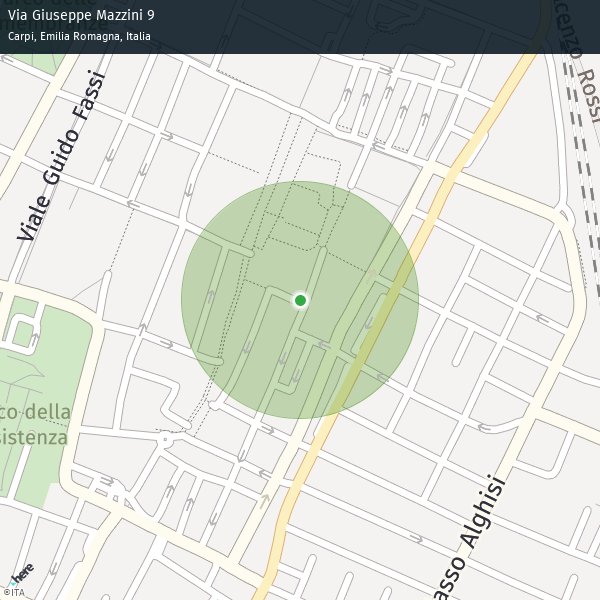 Via Giuseppe Mazzini 9
Carpi, Emilia Romagna, Italia
Viale Guido Fassi
cenzo Rossi
co della
sistenza
asso Alghisi
here
©ITA